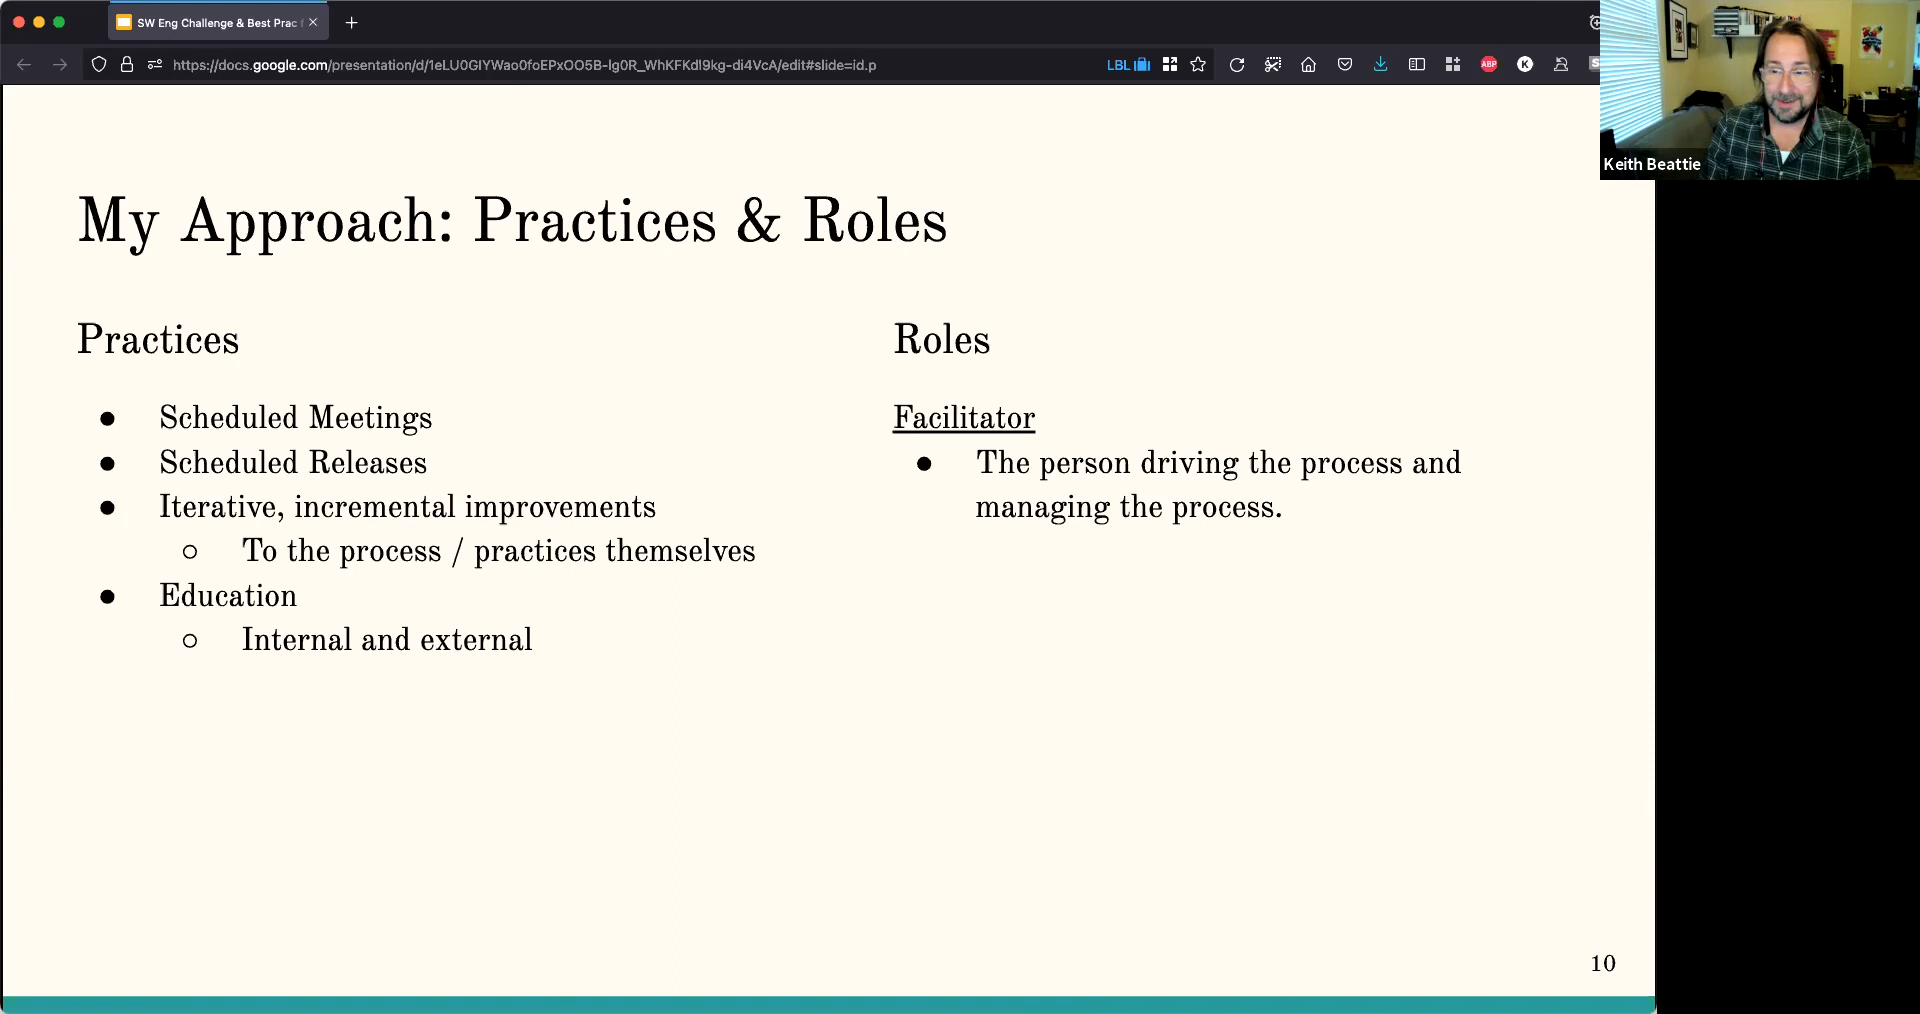 SW Eng Challenge & Best Prac
https://docs.google.com/presentation/d/1eLU0GIYWao0foEPxOO5B-Ig0R_WhKFKdl9kg-di4VcA/edit#slide=id.p
LBL
ABP
K
S
Keith Beattie
My Approach: Practices & Roles
Practices
● Scheduled Meetings
● Scheduled Releases
● Iterative, incremental improvements
○ To the process / practices themselves
● Education
○ Internal and external
Roles
Facilitator
● The person driving the process and
managing the process.
10